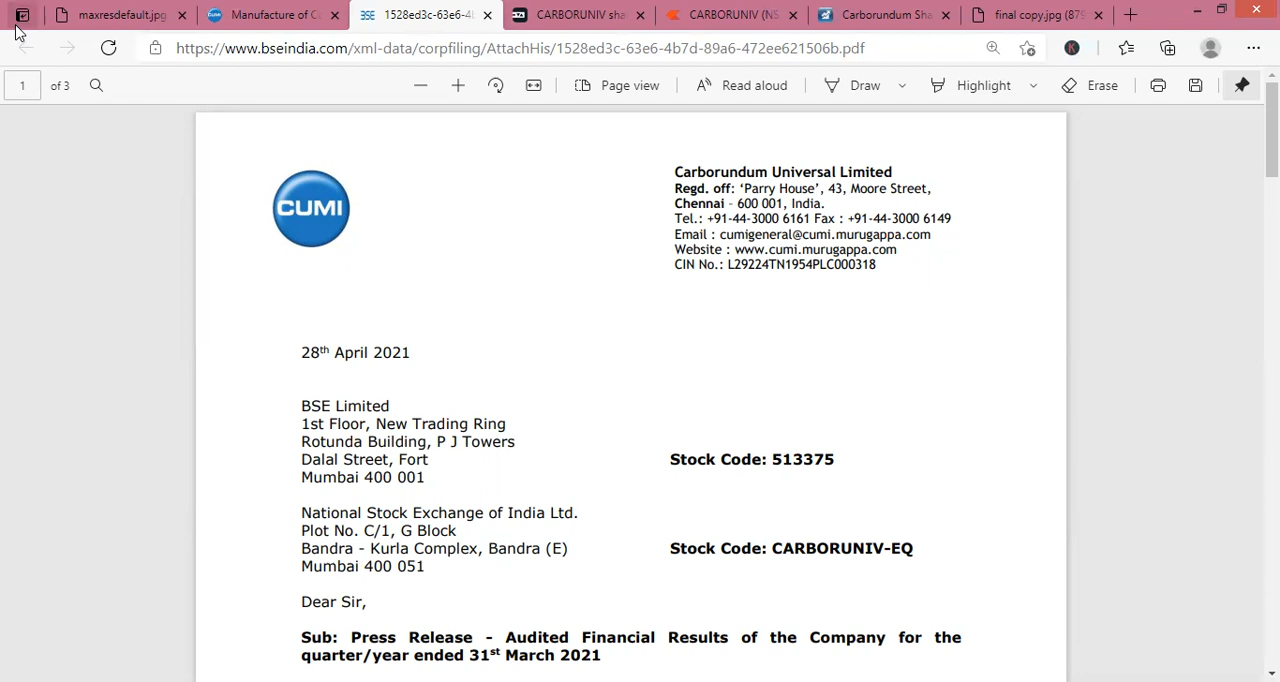 maxresdefault.jpg
Manufacture of C
1528ed3c-63e6-4
CARBORUNIV sha
CARBORUNIV (NS
Carborundum Sha
final copy.jpg (879
https://www.bseindia.com/xml-data/corpfiling/AttachHis/1528ed3c-63e6-4b7d-89a6-472ee621506b.pdf
K
1 of 3
Page view
Read aloud
Draw
Highlight
Erase
CUMI
Carborundum Universal Limited
Regd. off: ‘Parry House’, 43, Moore Street,
Chennai – 600 001, India.
Tel.: +91-44-3000 6161 Fax : +91-44-3000 6149
Email : cumigeneral@cumi.murugappa.com
Website : www.cumi.murugappa.com
CIN No.: L29224TN1954PLC000318
28th April 2021
BSE Limited
1st Floor, New Trading Ring
Rotunda Building, P J Towers
Dalal Street, Fort
Stock Code: 513375
Mumbai 400 001
National Stock Exchange of India Ltd.
Plot No. C/1, G Block
Bandra - Kurla Complex, Bandra (E)
Stock Code: CARBORUNIV-EQ
Mumbai 400 051
Dear Sir,
Sub: Press Release - Audited Financial Results of the Company for the
quarter/year ended 31st March 2021